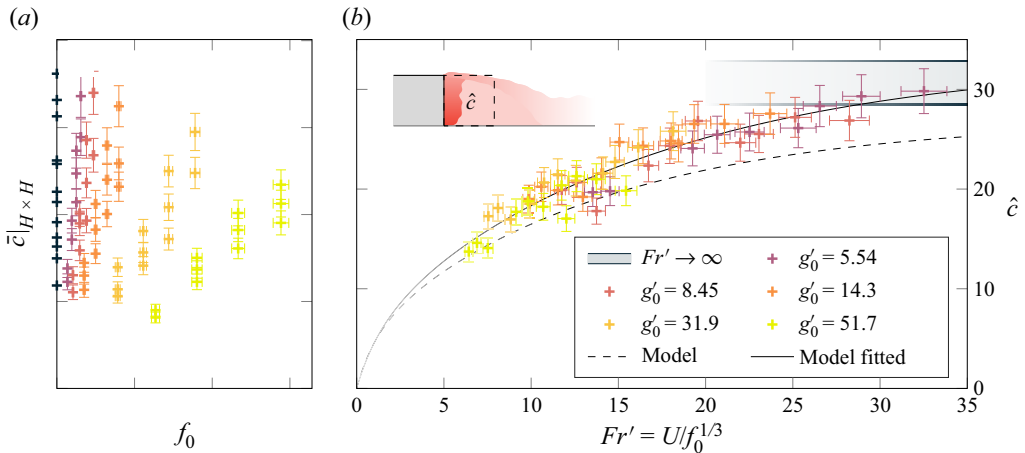 (a)
c̄|H × H
f0
(b)
ĉ
30
20
10
0
ĉ
Fr′ → ∞
g′0 = 5.54
g′0 = 8.45
g′0 = 14.3
g′0 = 31.9
g′0 = 51.7
Model
Model fitted
0 5 10 15 20 25 30 35
Fr′ = U/f0^1/3